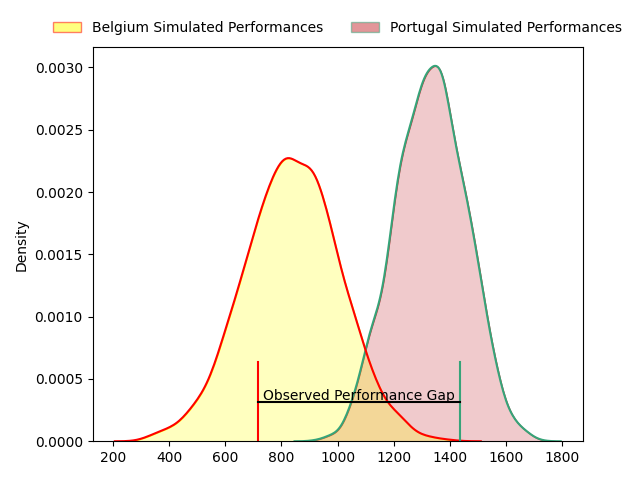 Belgium Simulated Performances
Portugal Simulated Performances
0.0030
0.0025
0.0020
0.0015
0.0010
0.0005
0.0000
Density
Observed Performance Gap
200 400 600 800 1000 1200 1400 1600 1800